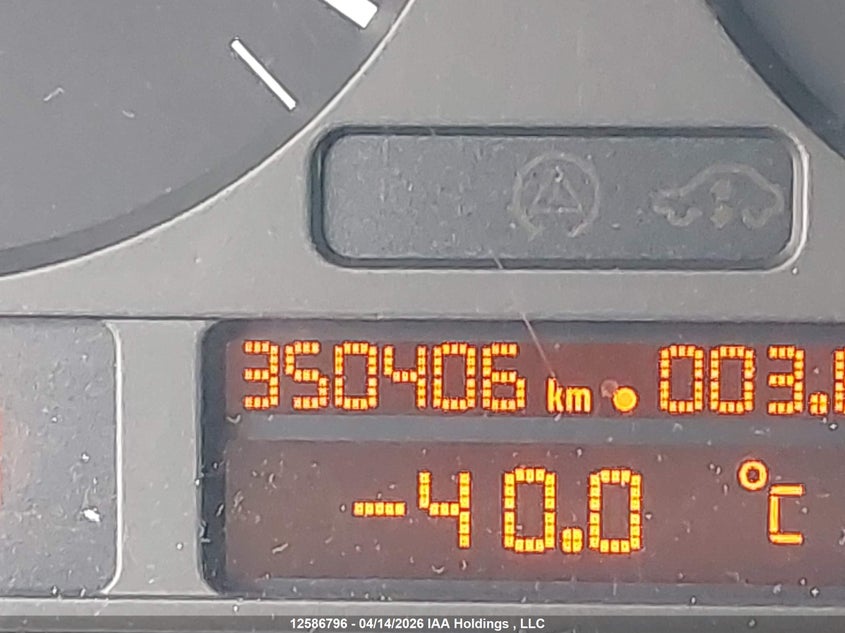 350406 km 003.
-40.0 °C
12586796 - 04/14/2026 IAA Holdings , LLC